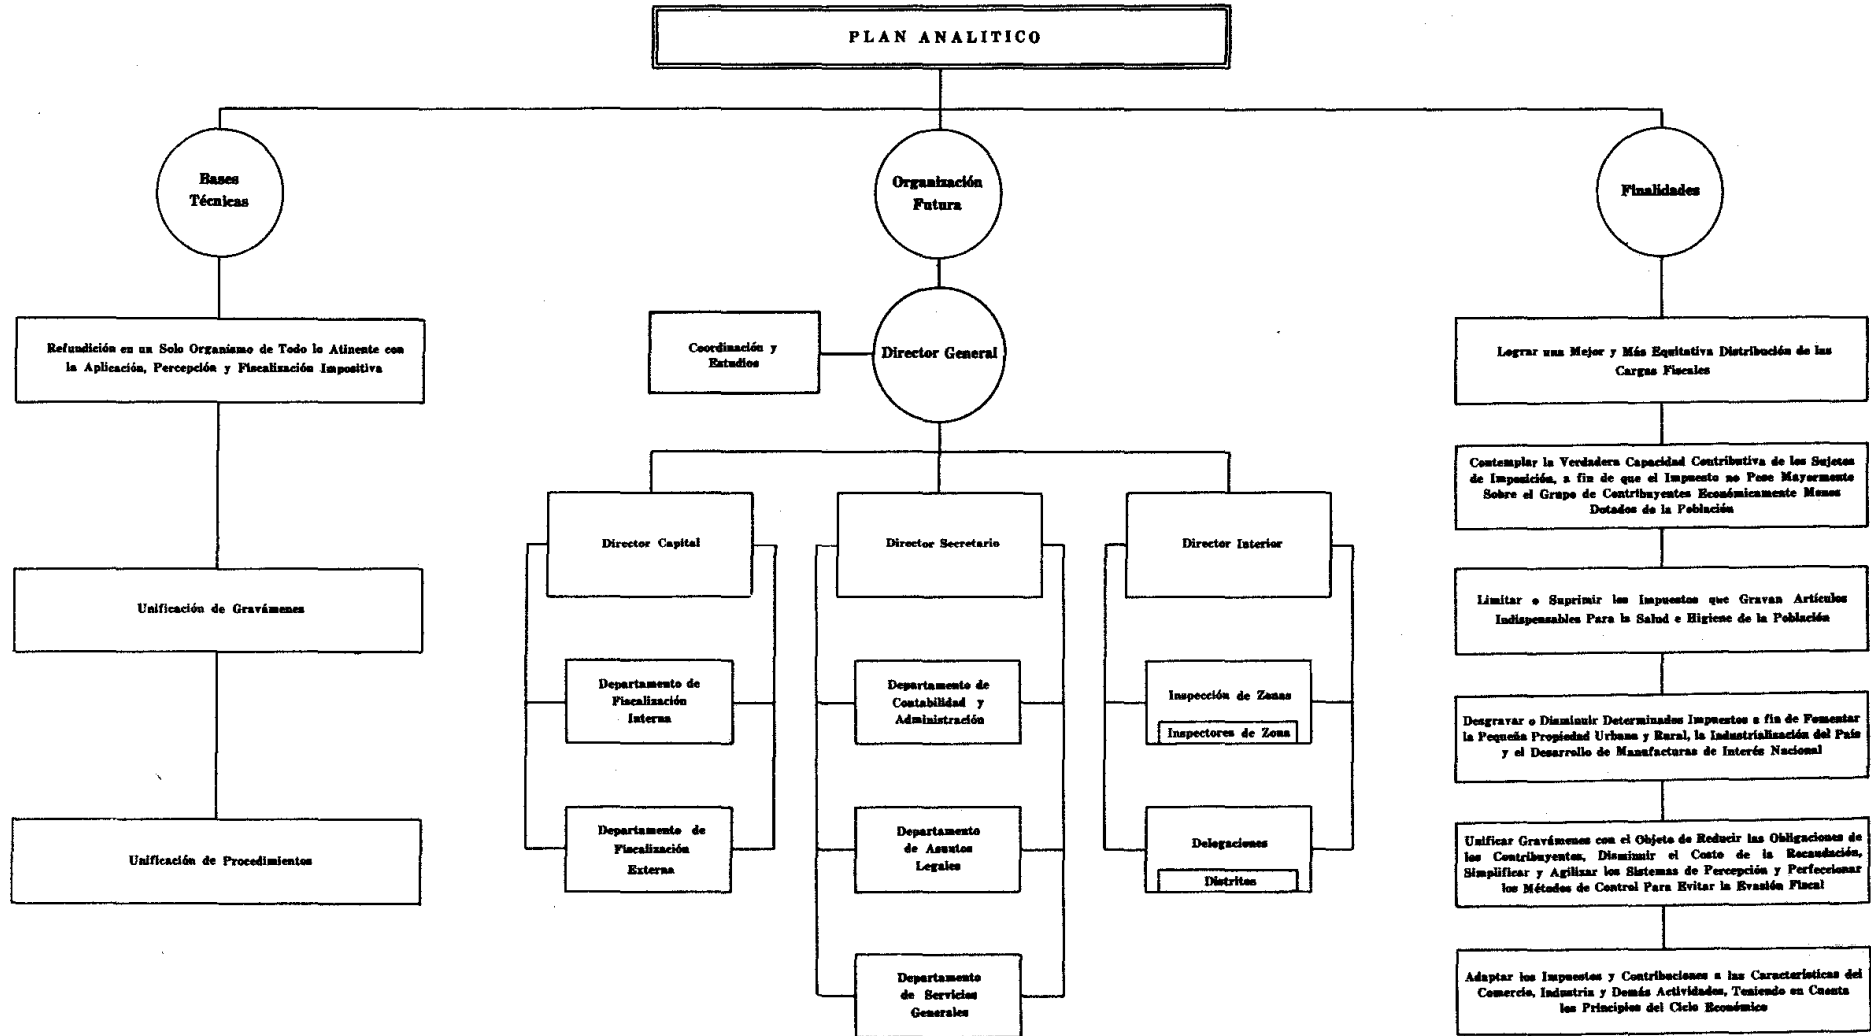 PLAN ANALITICO
Bases
Técnicas
Refundición en un Solo Organismo de Todo lo Atinente con
la Aplicación, Percepción y Fiscalización Impositiva
Unificación de Gravámenes
Unificación de Procedimientos
Organización
Futura
Director General
Coordinación y
Estudios
Director Capital
Departamento de
Fiscalización
Interna
Departamento de
Fiscalización
Externa
Director Secretario
Departamento de
Contabilidad y
Administración
Departamento
de Asuntos
Legales
Departamento
de Servicios
Generales
Director Interior
Inspección de Zonas
Inspectores de Zona
Delegaciones
Distritos
Finalidades
Lograr una Mejor y Más Equitativa Distribución de las
Cargas Fiscales
Contemplar la Verdadera Capacidad Contributiva de los Sujetos
de Imposición, a fin de que el Impuesto no Pese Mayormente
Sobre el Grupo de Contribuyentes Económicamente Menos
Dotados de la Población
Limitar o Suprimir los Impuestos que Gravan Artículos
Indispensables Para la Salud e Higiene de la Población
Desgravar o Disminuir Determinados Impuestos a fin de Fomentar
la Pequeña Propiedad Urbana y Rural, la Industrialización del País
y el Desarrollo de Manufacturas de Interés Nacional
Unificar Gravámenes con el Objeto de Reducir las Obligaciones de
los Contribuyentes, Disminuir el Costo de la Recaudación,
Simplificar y Agilizar los Sistemas de Percepción y Perfeccionar
los Métodos de Control Para Evitar la Evasión Fiscal
Adaptar los Impuestos y Contribuciones a las Características del
Comercio, Industria y Demás Actividades, Teniendo en Cuenta
los Principios del Ciclo Económico